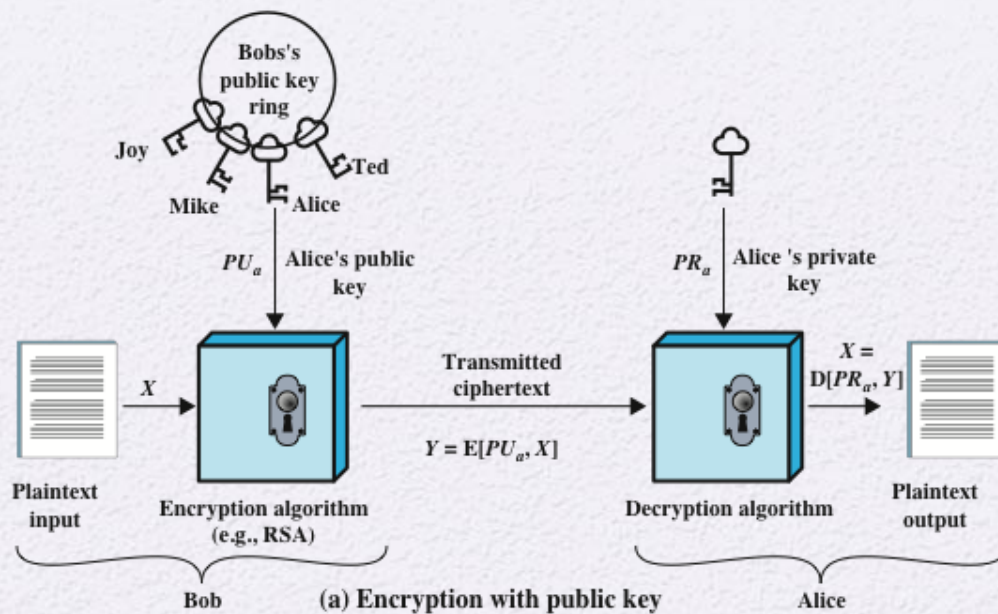 Bobs's
public key
ring
Joy
Mike
Alice
Ted
PUa
Alice's public
key
PRa
Alice 's private
key
X
Transmitted
ciphertext
X =
D[PRa, Y]
Y = E[PUa, X]
Plaintext
input
Encryption algorithm
(e.g., RSA)
Decryption algorithm
Plaintext
output
Bob
(a) Encryption with public key
Alice